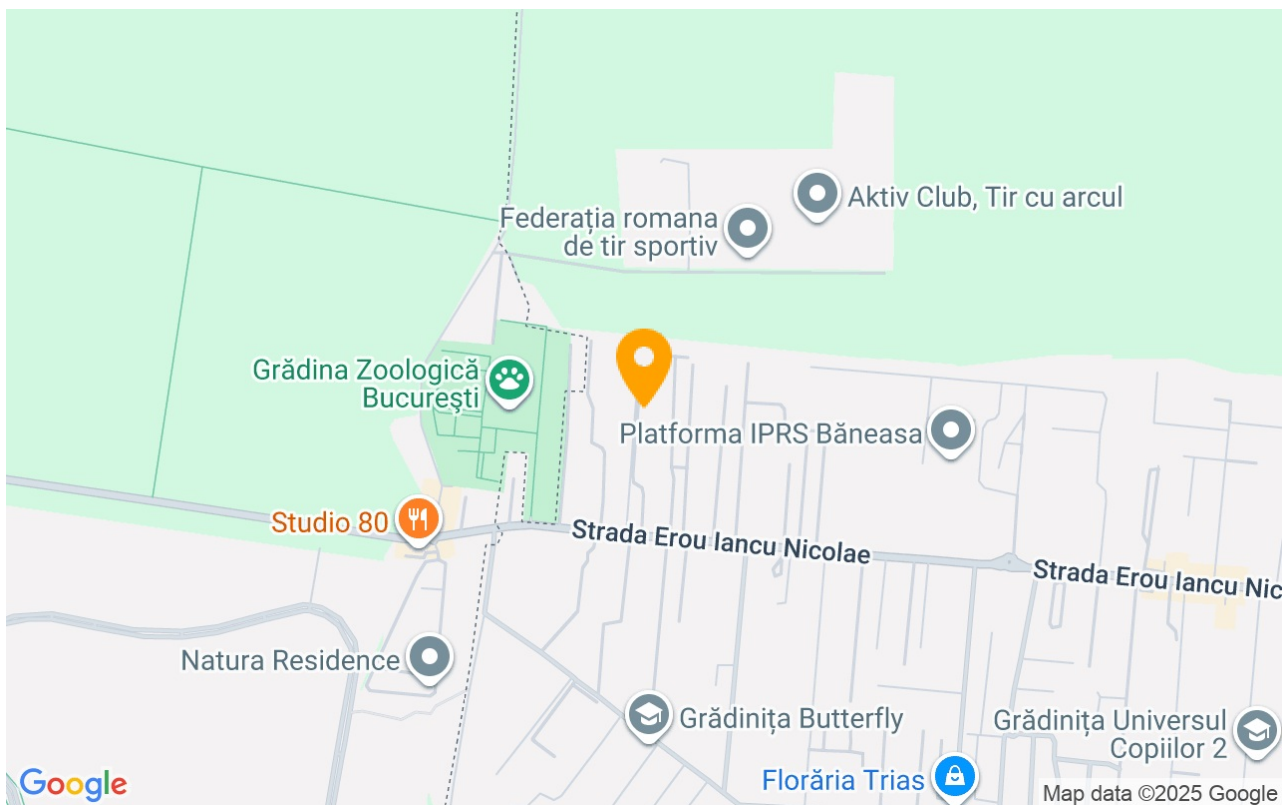 Aktiv Club, Tir cu arcul
Federația romana
de tir sportiv
Grădina Zoologică
Bucureşti
Platforma IPRS Băneasa
Studio 80
Strada Erou Iancu Nicolae
Strada Erou Iancu Nic
Natura Residence
Grădinița Butterfly
Grădinița Universul
Copiilor 2
Florăria Trias
Google
Map data ©2025 Google